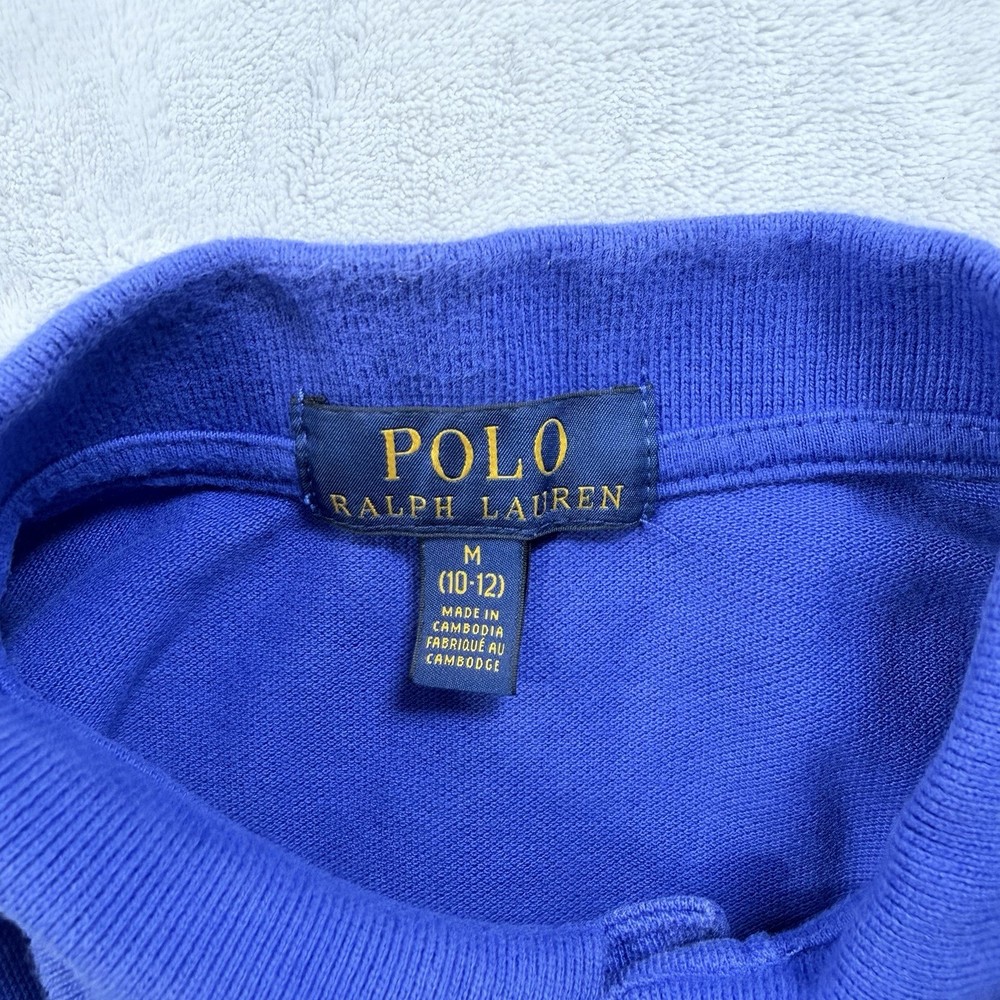 POLO
RALPH LAUREN
M
(10-12)
MADE IN
CAMBODIA
FABRIQUÉ AU
CAMBODGE